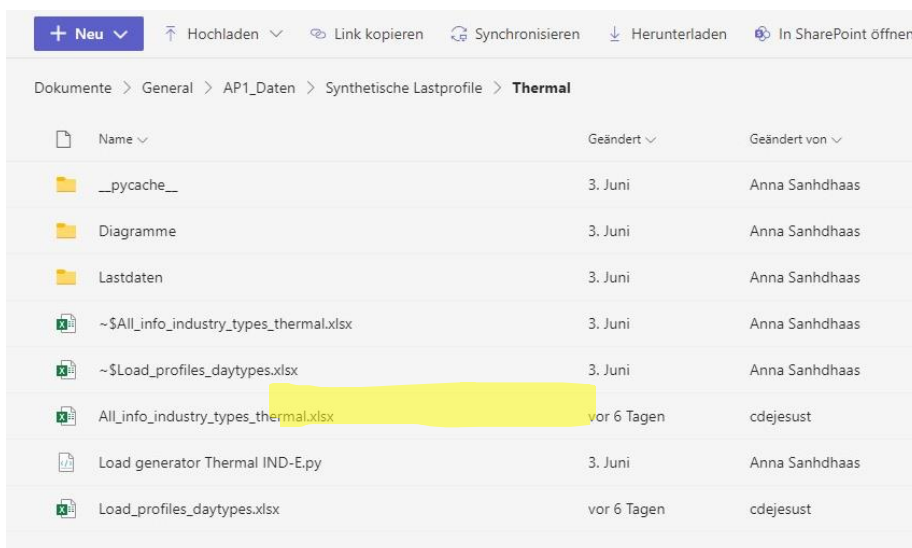 Neu Hochladen Link kopieren Synchronisieren Herunterladen In SharePoint öffnen
Dokumente > General > AP1_Daten > Synthetische Lastprofile > Thermal
Name Geändert Geändert von
__pycache__ 3. Juni Anna Sanhdhaas
Diagramme 3. Juni Anna Sanhdhaas
Lastdaten 3. Juni Anna Sanhdhaas
~$All_info_industry_types_thermal.xlsx 3. Juni Anna Sanhdhaas
~$Load_profiles_daytypes.xlsx 3. Juni Anna Sanhdhaas
All_info_industry_types_thermal.xlsx vor 6 Tagen cdejesust
Load generator Thermal IND-E.py 3. Juni Anna Sanhdhaas
Load_profiles_daytypes.xlsx vor 6 Tagen cdejesust